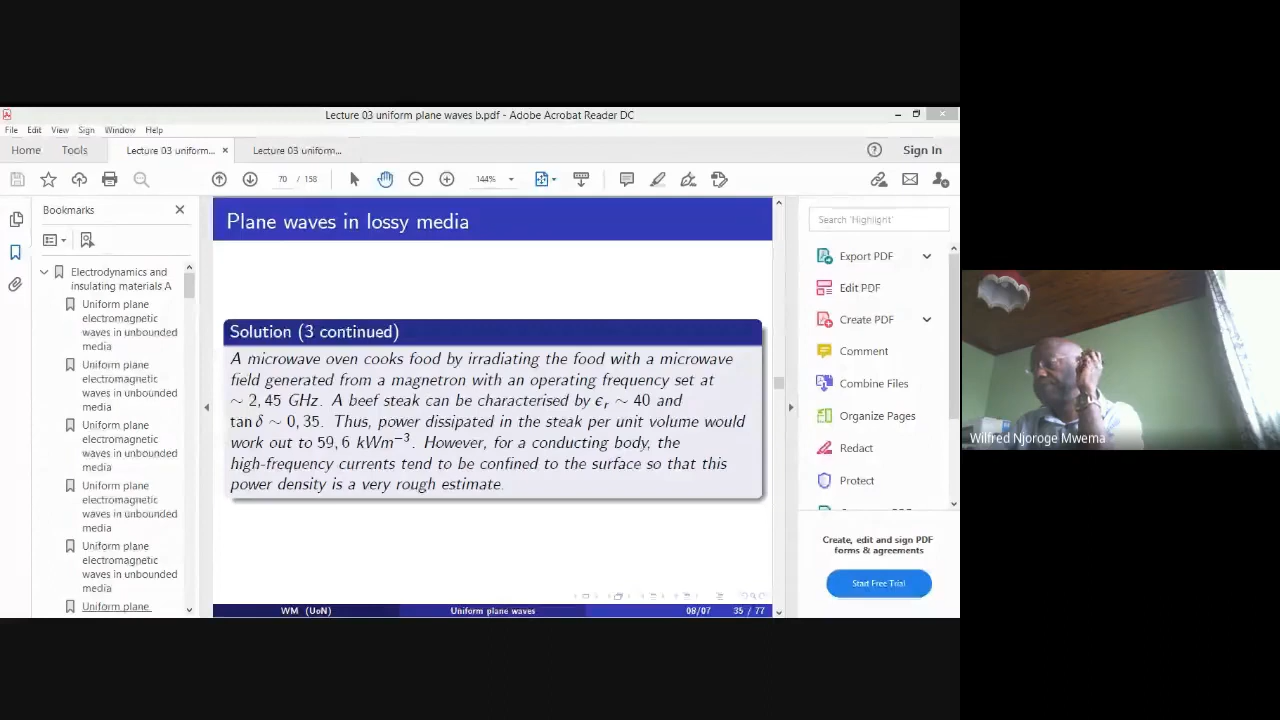 Lecture 03 uniform plane waves b.pdf - Adobe Acrobat Reader DC
File Edit View Sign Window Help
Home Tools Lecture 03 uniform... × Lecture 03 uniform... Sign In
70 / 158 144%
Bookmarks
Electrodynamics and
insulating materials A
Uniform plane
electromagnetic
waves in unbounded
media
Uniform plane
electromagnetic
waves in unbounded
media
Uniform plane
electromagnetic
waves in unbounded
media
Uniform plane
electromagnetic
waves in unbounded
media
Uniform plane
electromagnetic
waves in unbounded
media
Uniform plane
Plane waves in lossy media
Solution (3 continued)
A microwave oven cooks food by irradiating the food with a microwave
field generated from a magnetron with an operating frequency set at
∼ 2, 45 GHz. A beef steak can be characterised by ϵr ∼ 40 and
tan δ ∼ 0, 35. Thus, power dissipated in the steak per unit volume would
work out to 59, 6 kWm−3. However, for a conducting body, the
high-frequency currents tend to be confined to the surface so that this
power density is a very rough estimate.
WM (UoN) Uniform plane waves 08/07 35 / 77
Search 'Highlight'
Export PDF
Edit PDF
Create PDF
Comment
Combine Files
Organize Pages
Redact
Protect
Create, edit and sign PDF
forms & agreements
Start Free Trial
Wilfred Njoroge Mwema